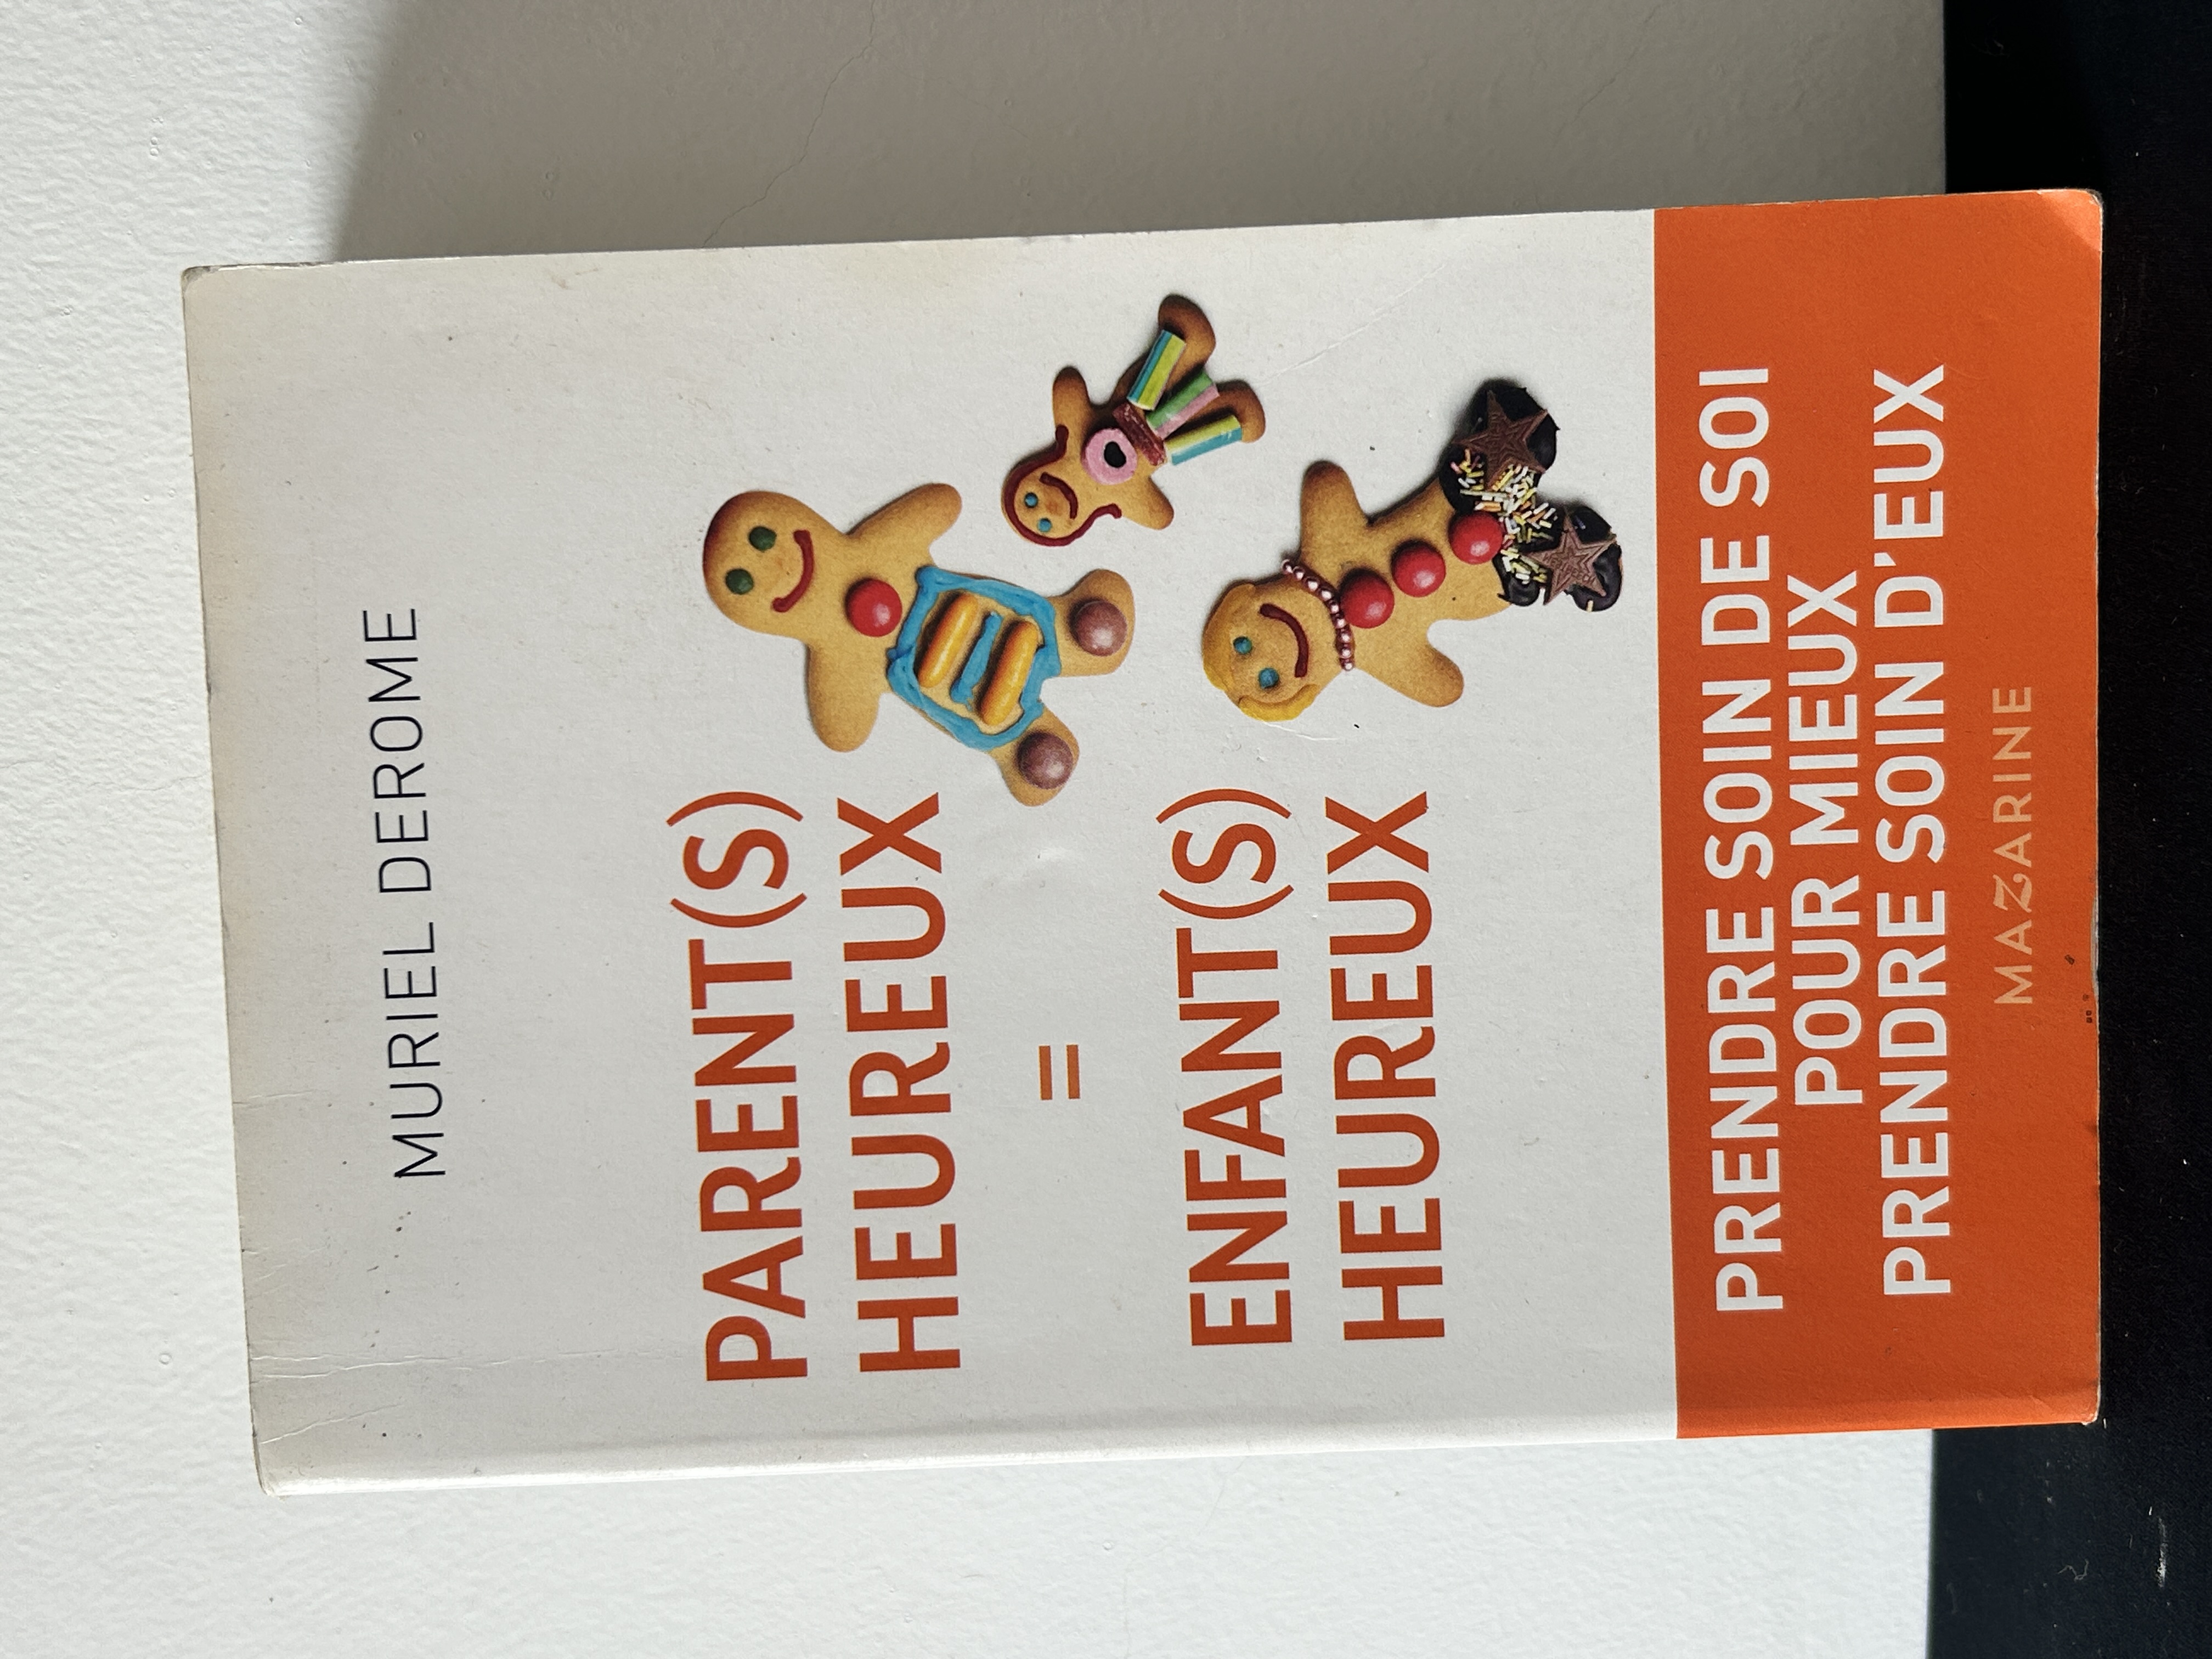 MURIEL DEROME
PARENT(S)
HEUREUX
=
ENFANT(S)
HEUREUX
PRENDRE SOIN DE SOI
POUR MIEUX
PRENDRE SOIN D'EUX
MAZARINE